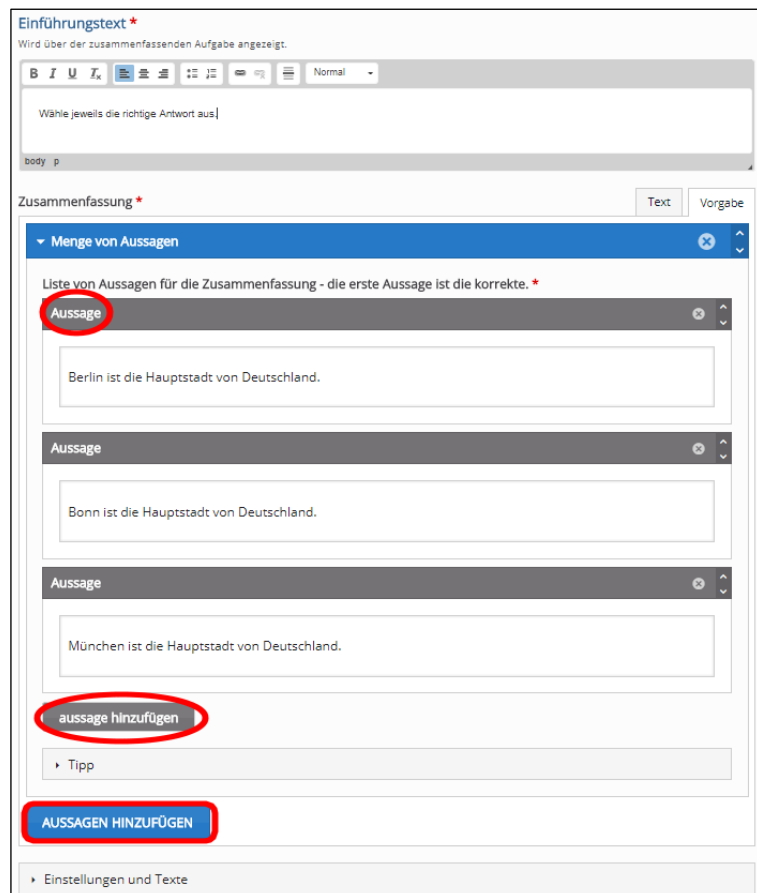 Einführungstext *
Wird über der zusammenfassenden Aufgabe angezeigt.
B I U Ix Normal
Wähle jeweils die richtige Antwort aus.
body p
Zusammenfassung * Text Vorgabe
Menge von Aussagen
Liste von Aussagen für die Zusammenfassung - die erste Aussage ist die korrekte. *
Aussage
Berlin ist die Hauptstadt von Deutschland.
Aussage
Bonn ist die Hauptstadt von Deutschland.
Aussage
München ist die Hauptstadt von Deutschland.
aussage hinzufügen
Tipp
AUSSAGEN HINZUFÜGEN
Einstellungen und Texte